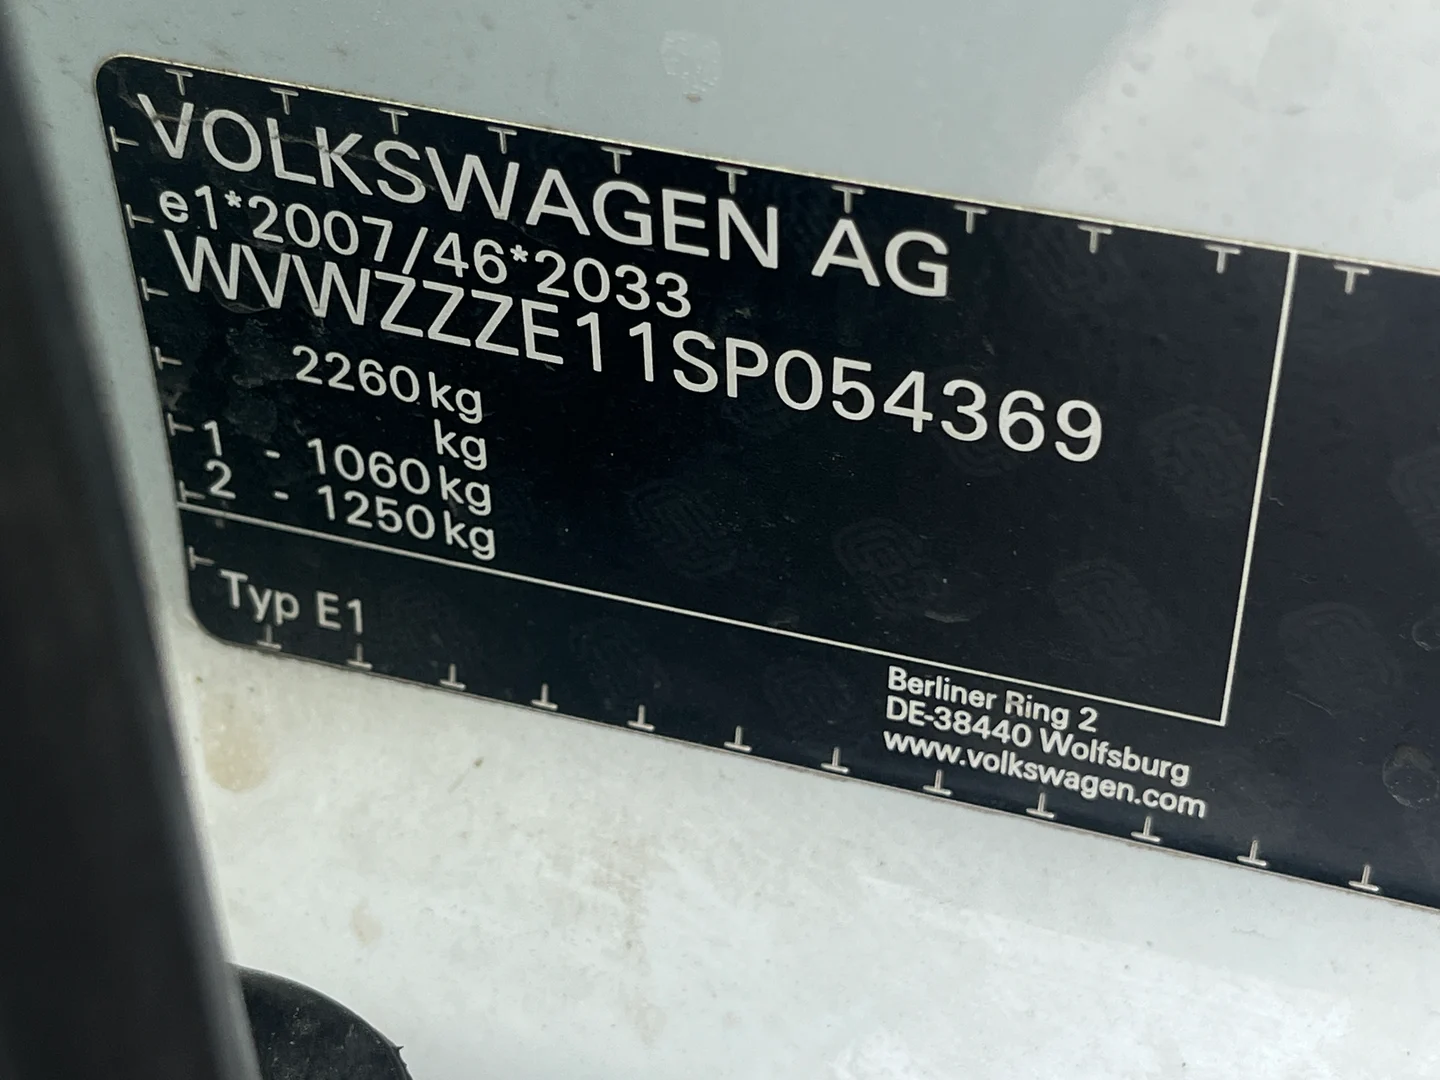 VOLKSWAGEN AG
e1*2007/46*2033
WVWZZZE11SP054369
2260 kg
kg
1 - 1060 kg
2 - 1250 kg
Typ E1
Berliner Ring 2
DE-38440 Wolfsburg
www.volkswagen.com